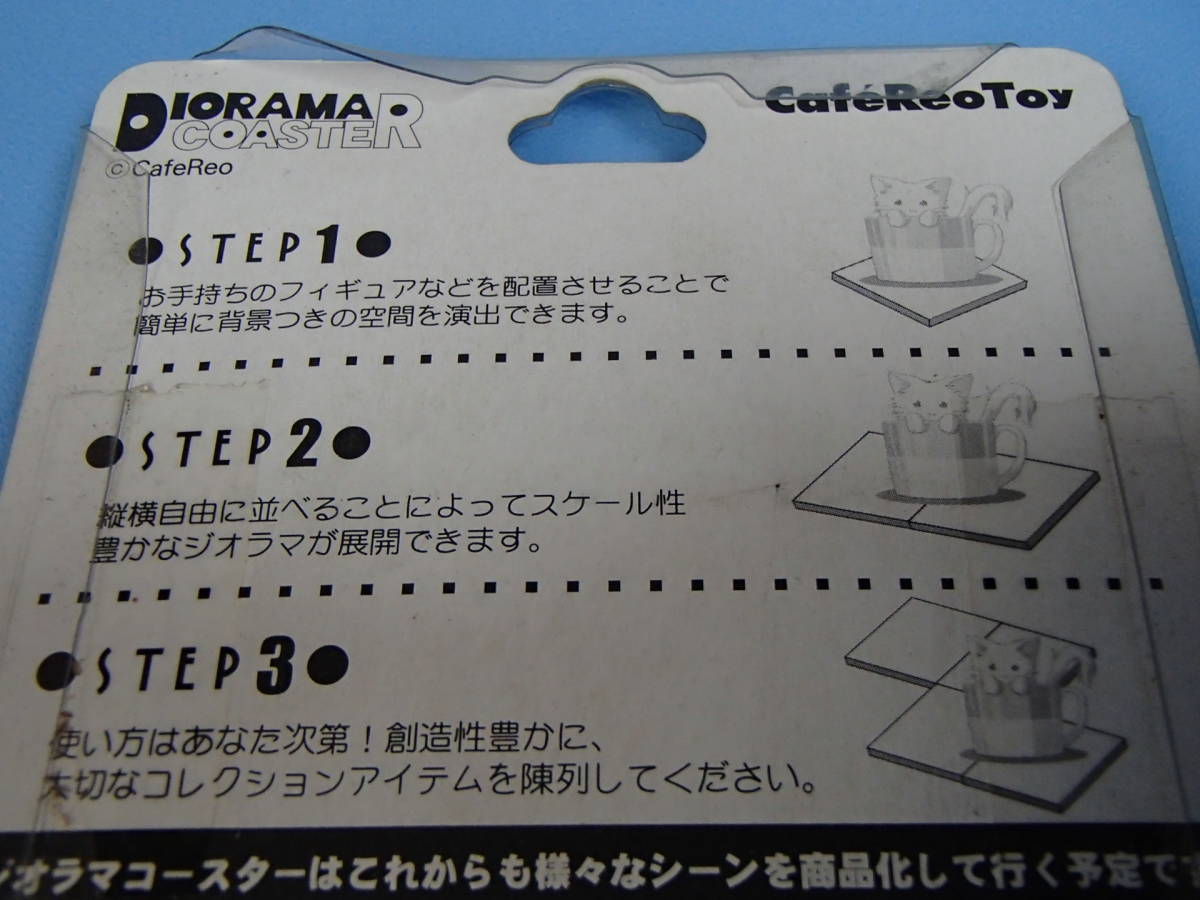 DIORAMA
COASTER
CaféReoToy
©CafeReo
●STEP1●
お手持ちのフィギュアなどを配置させることで
簡単に背景つきの空間を演出できます。
●STEP2●
縦横自由に並べることによってスケール性
豊かなジオラマが展開できます。
●STEP3●
使い方はあなた次第！創造性豊かに、
大切なコレクションアイテムを陳列してください。
ジオラマコースターはこれからも様々なシーンを商品化して行く予定です